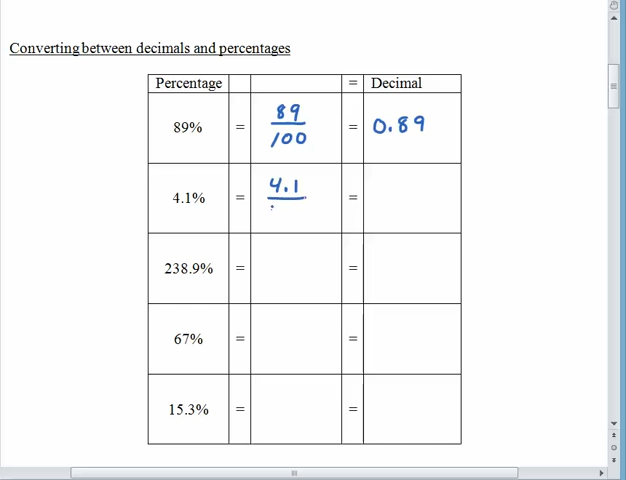 Converting between decimals and percentages
Percentage = Decimal
89% = 89/100 = 0.89
4.1% = 4.1 =
238.9% = =
67% = =
15.3% = =